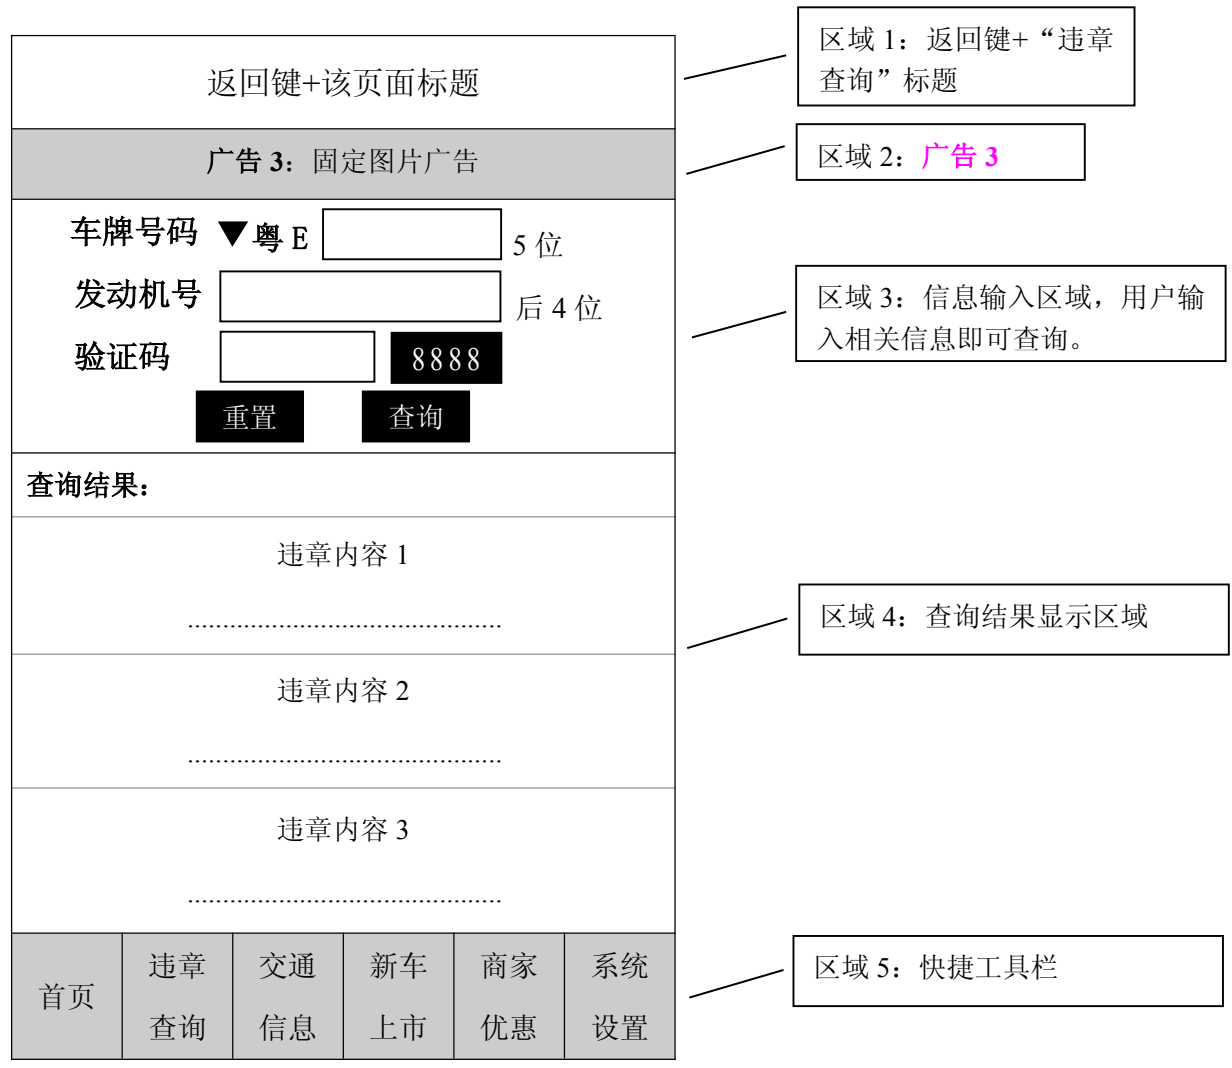 返回键+该页面标题
广告 3：固定图片广告
车牌号码 ▼粤 E 5 位
发动机号 后 4 位
验证码 8888
重置 查询
查询结果：
违章内容 1
............................................
违章内容 2
............................................
违章内容 3
............................................
首页 违章查询 交通信息 新车上市 商家优惠 系统设置
区域 1：返回键+“违章
查询”标题
区域 2：广告 3
区域 3：信息输入区域，用户输
入相关信息即可查询。
区域 4：查询结果显示区域
区域 5：快捷工具栏